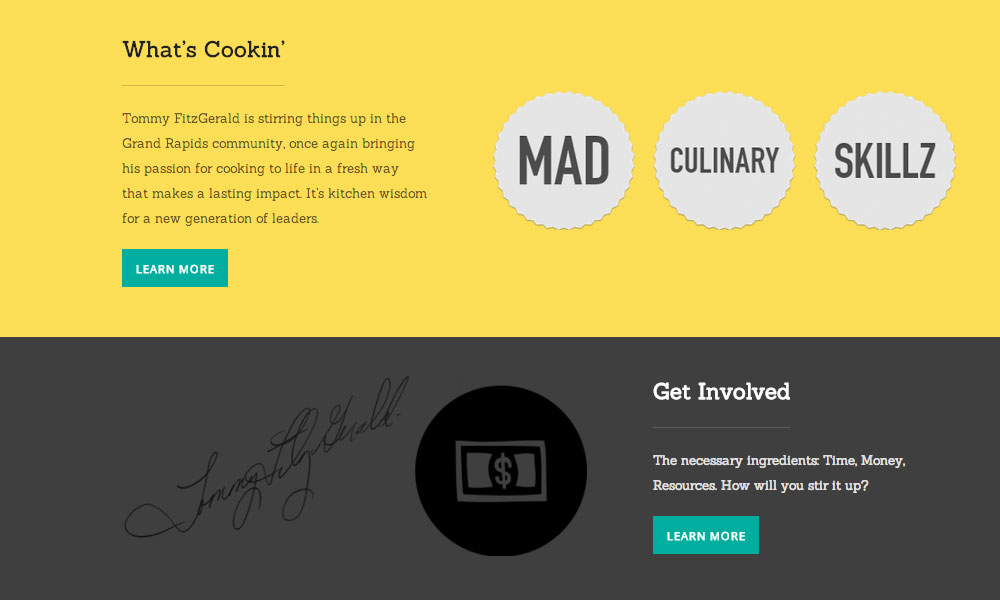 What's Cookin'
Tommy FitzGerald is stirring things up in the
Grand Rapids community, once again bringing
his passion for cooking to life in a fresh way
that makes a lasting impact. It's kitchen wisdom
for a new generation of leaders.
LEARN MORE
MAD
CULINARY
SKILLZ
Tommy FitzGerald
$
Get Involved
The necessary ingredients: Time, Money,
Resources. How will you stir it up?
LEARN MORE